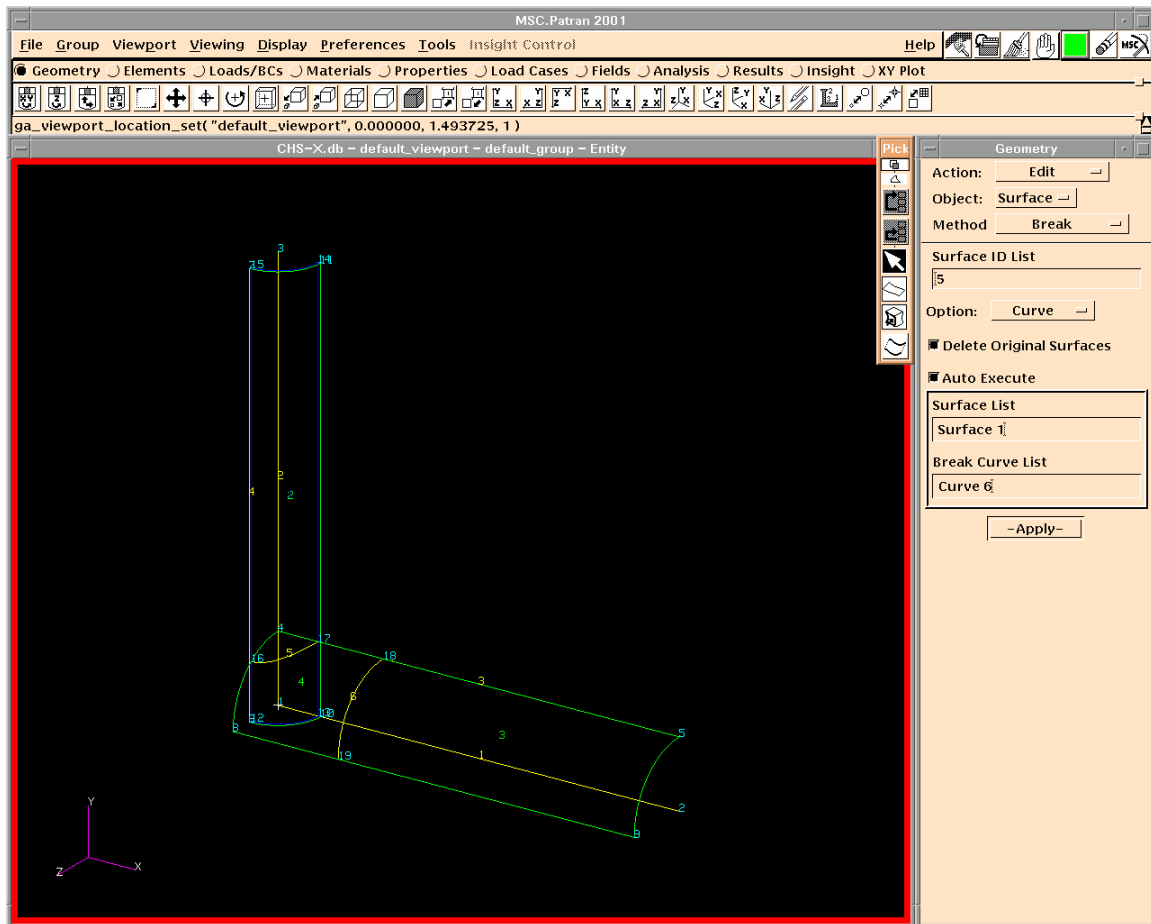 MSC.Patran 2001
File Group Viewport Viewing Display Preferences Tools Insight Control Help MSC
Geometry Elements Loads/BCs Materials Properties Load Cases Fields Analysis Results Insight XY Plot
ga_viewport_location_set( "default_viewport", 0.000000, 1.493725, 1 )
CHS-X.db - default_viewport - default_group - Entity
Pick
Geometry
Action: Edit
Object: Surface
Method Break
Surface ID List
5
Option: Curve
Delete Original Surfaces
Auto Execute
Surface List
Surface 1
Break Curve List
Curve 6
-Apply-
3
15
2
4
2
4
17
5
16
18
3
4
6
1
12
3
5
19
1
2
9
Y
Z
X